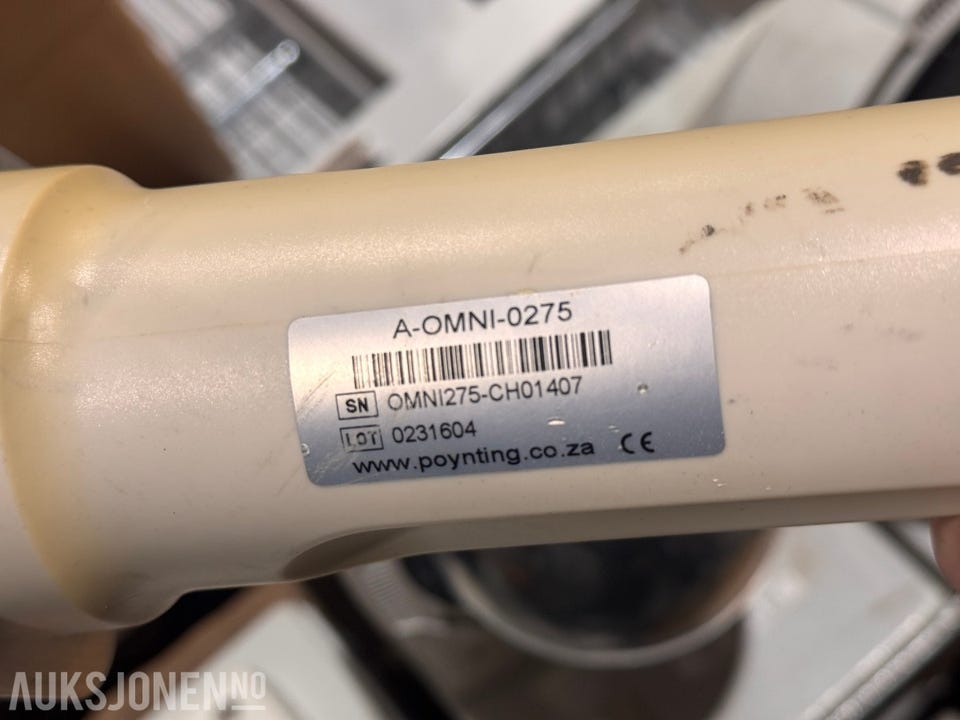 A-OMNI-0275
SN OMNI275-CH01407
LOT 0231604
www.poynting.co.za CE
AUKSJONEN.NO